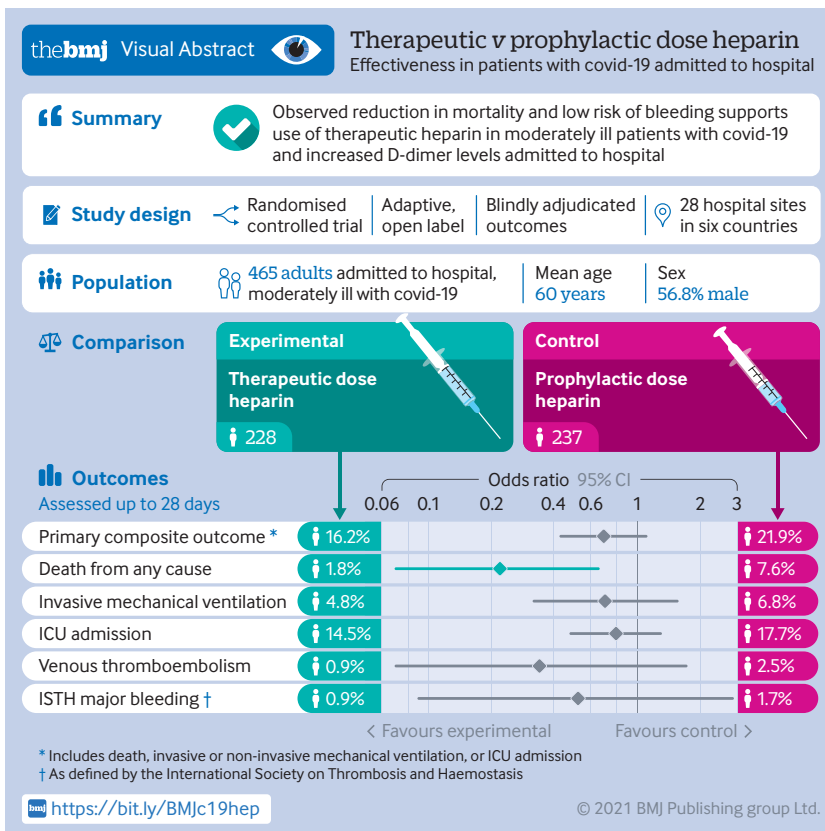 thebmj Visual Abstract
Therapeutic v prophylactic dose heparin
Effectiveness in patients with covid-19 admitted to hospital
Summary
Observed reduction in mortality and low risk of bleeding supports
use of therapeutic heparin in moderately ill patients with covid-19
and increased D-dimer levels admitted to hospital
Study design
Randomised
controlled trial
Adaptive,
open label
Blindly adjudicated
outcomes
28 hospital sites
in six countries
Population
465 adults admitted to hospital,
moderately ill with covid-19
Mean age
60 years
Sex
56.8% male
Comparison
Experimental
Therapeutic dose
heparin
228
Control
Prophylactic dose
heparin
237
Outcomes
Assessed up to 28 days
Odds ratio 95% CI
0.06 0.1 0.2 0.4 0.6 1 2 3
Primary composite outcome * 16.2% 21.9%
Death from any cause 1.8% 7.6%
Invasive mechanical ventilation 4.8% 6.8%
ICU admission 14.5% 17.7%
Venous thromboembolism 0.9% 2.5%
ISTH major bleeding † 0.9% 1.7%
< Favours experimental Favours control >
* Includes death, invasive or non-invasive mechanical ventilation, or ICU admission
† As defined by the International Society on Thrombosis and Haemostasis
bmj https://bit.ly/BMJc19hep
© 2021 BMJ Publishing group Ltd.